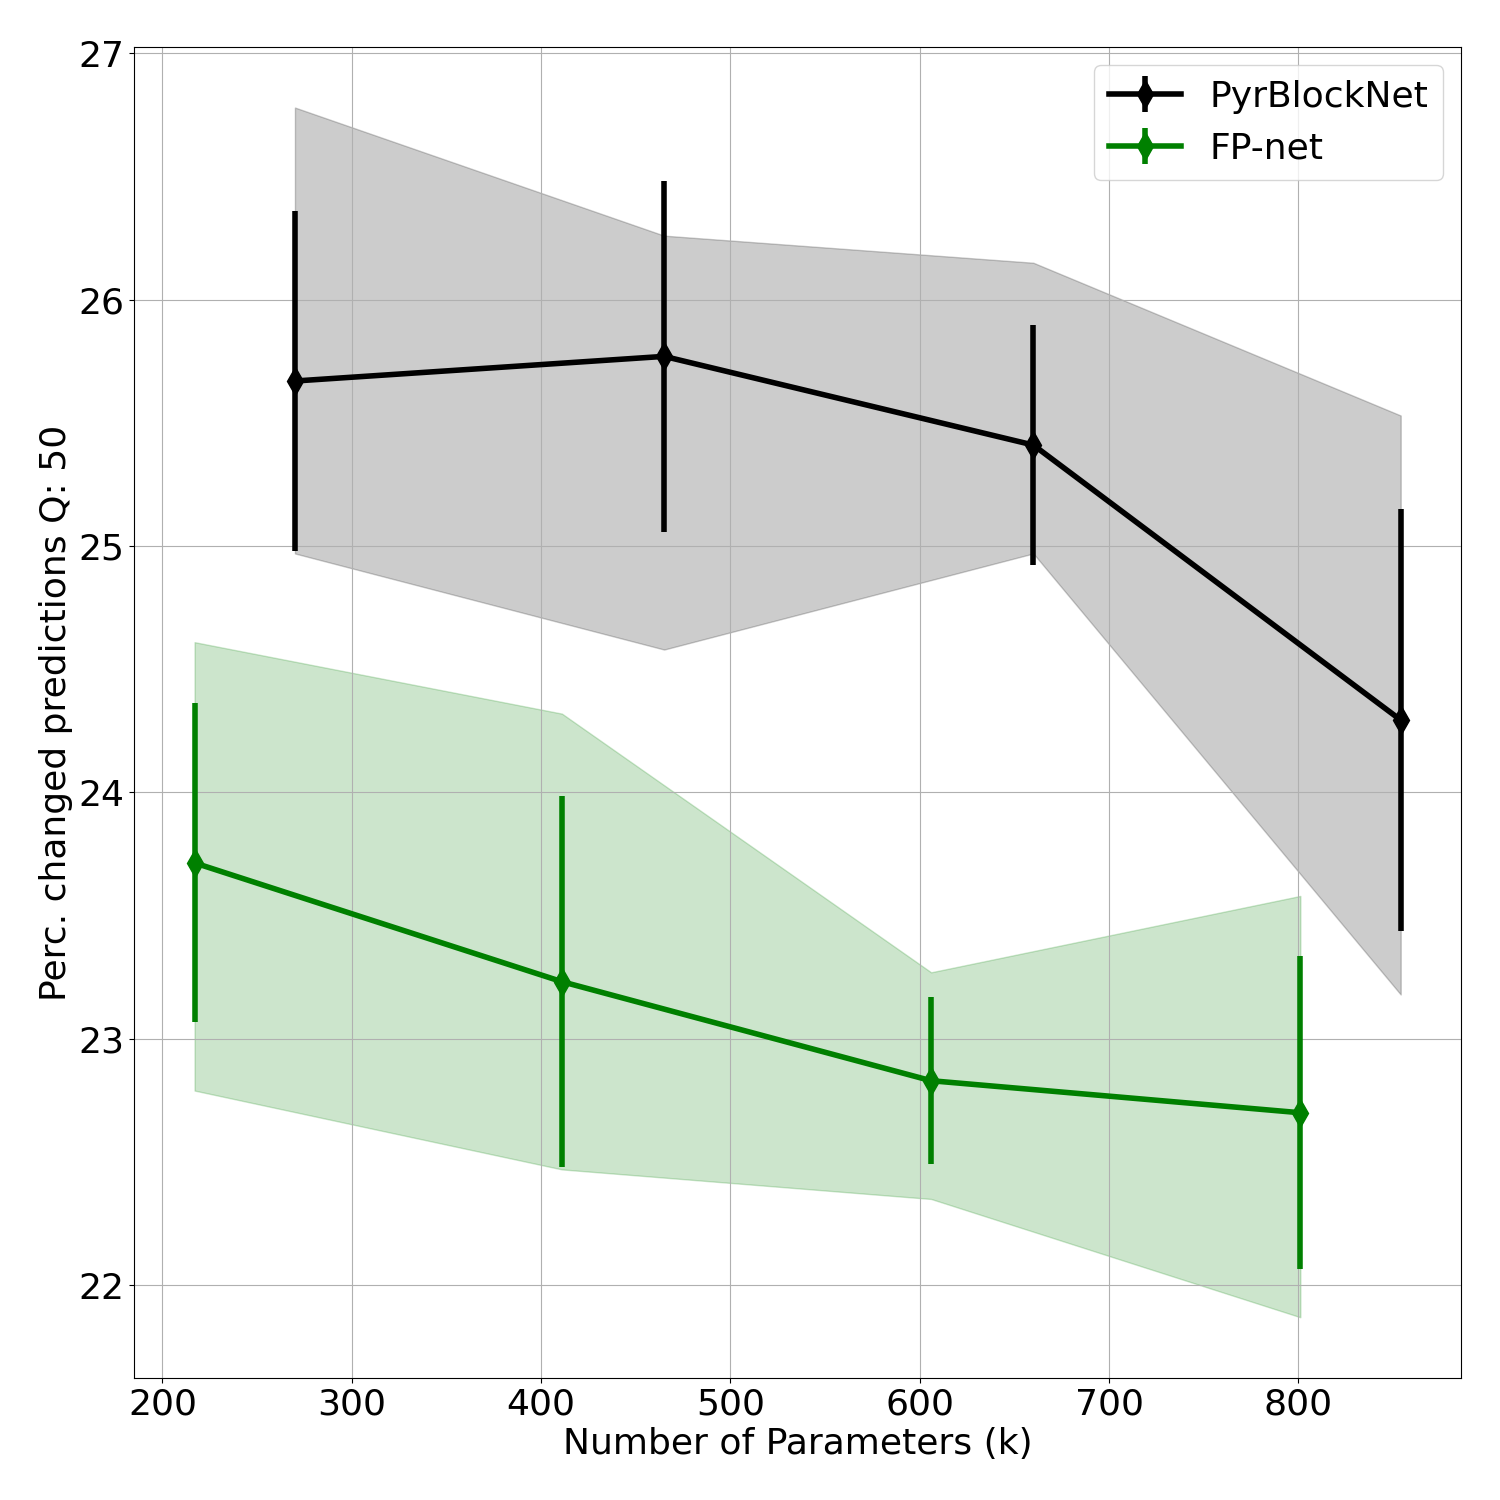 PyrBlockNet
FP-net
Perc. changed predictions Q: 50
27
26
25
24
23
22
200 300 400 500 600 700 800
Number of Parameters (k)